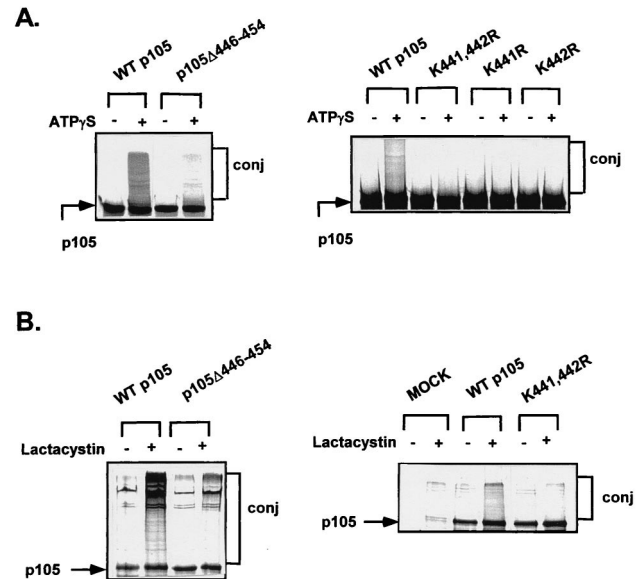 A.
WT p105 p105Δ446-454
ATPγS - + - +
conj
p105
WT p105 K441,442R K441R K442R
ATPγS - + - + - + - +
conj
p105
B.
WT p105 p105Δ446-454
Lactacystin - + - +
conj
p105
MOCK WT p105 K441,442R
Lactacystin - + - + - +
conj
p105